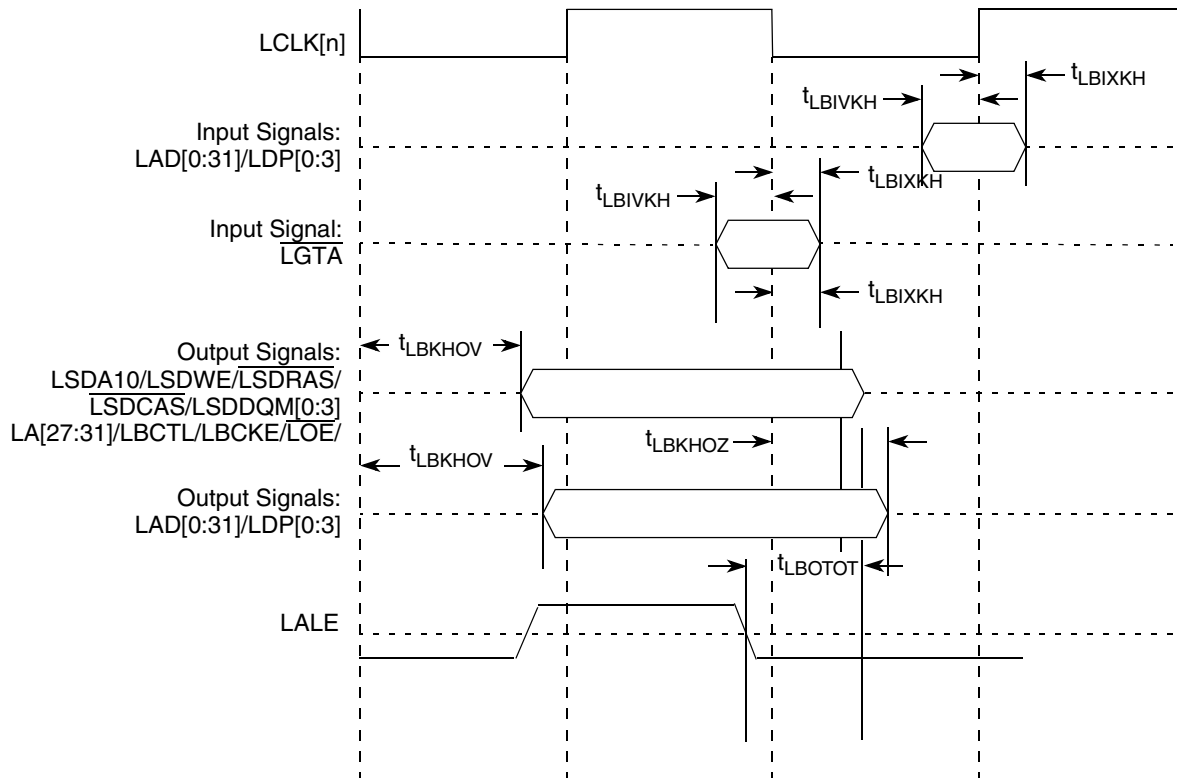 LCLK[n]
tLBIXKH
tLBIVKH
Input Signals:
LAD[0:31]/LDP[0:3]
tLBIXKH
tLBIVKH
Input Signal:
LGTA
tLBIXKH
tLBKHOV
Output Signals:
LSDA10/LSDWE/LSDRAS/
LSDCAS/LSDDQM[0:3]
LA[27:31]/LBCTL/LBCKE/LOE/
tLBKHOZ
tLBKHOV
Output Signals:
LAD[0:31]/LDP[0:3]
tLBOTOT
LALE